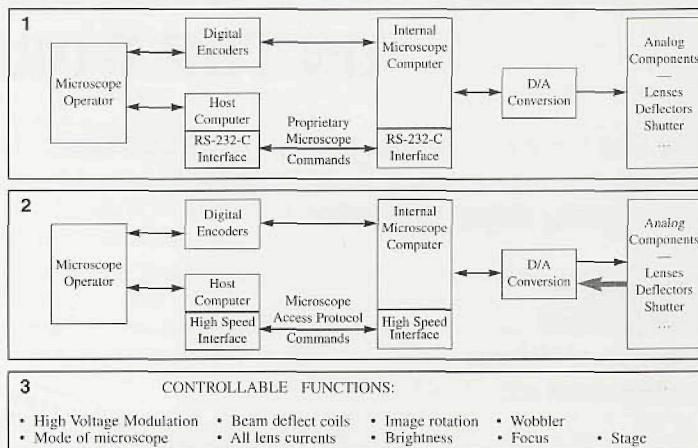 1
Microscope
Operator
Digital
Encoders
Host
Computer
RS-232-C
Interface
Proprietary
Microscope
Commands
Internal
Microscope
Computer
RS-232-C
Interface
D/A
Conversion
Analog
Components
—
Lenses
Deflectors
Shutter
...
2
Microscope
Operator
Digital
Encoders
Host
Computer
High Speed
Interface
Microscope
Access Protocol
Commands
Internal
Microscope
Computer
High Speed
Interface
D/A
Conversion
Analog
Components
—
Lenses
Deflectors
Shutter
...
3 CONTROLLABLE FUNCTIONS:
• High Voltage Modulation • Beam deflect coils • Image rotation • Wobbler
• Mode of microscope • All lens currents • Brightness • Focus • Stage